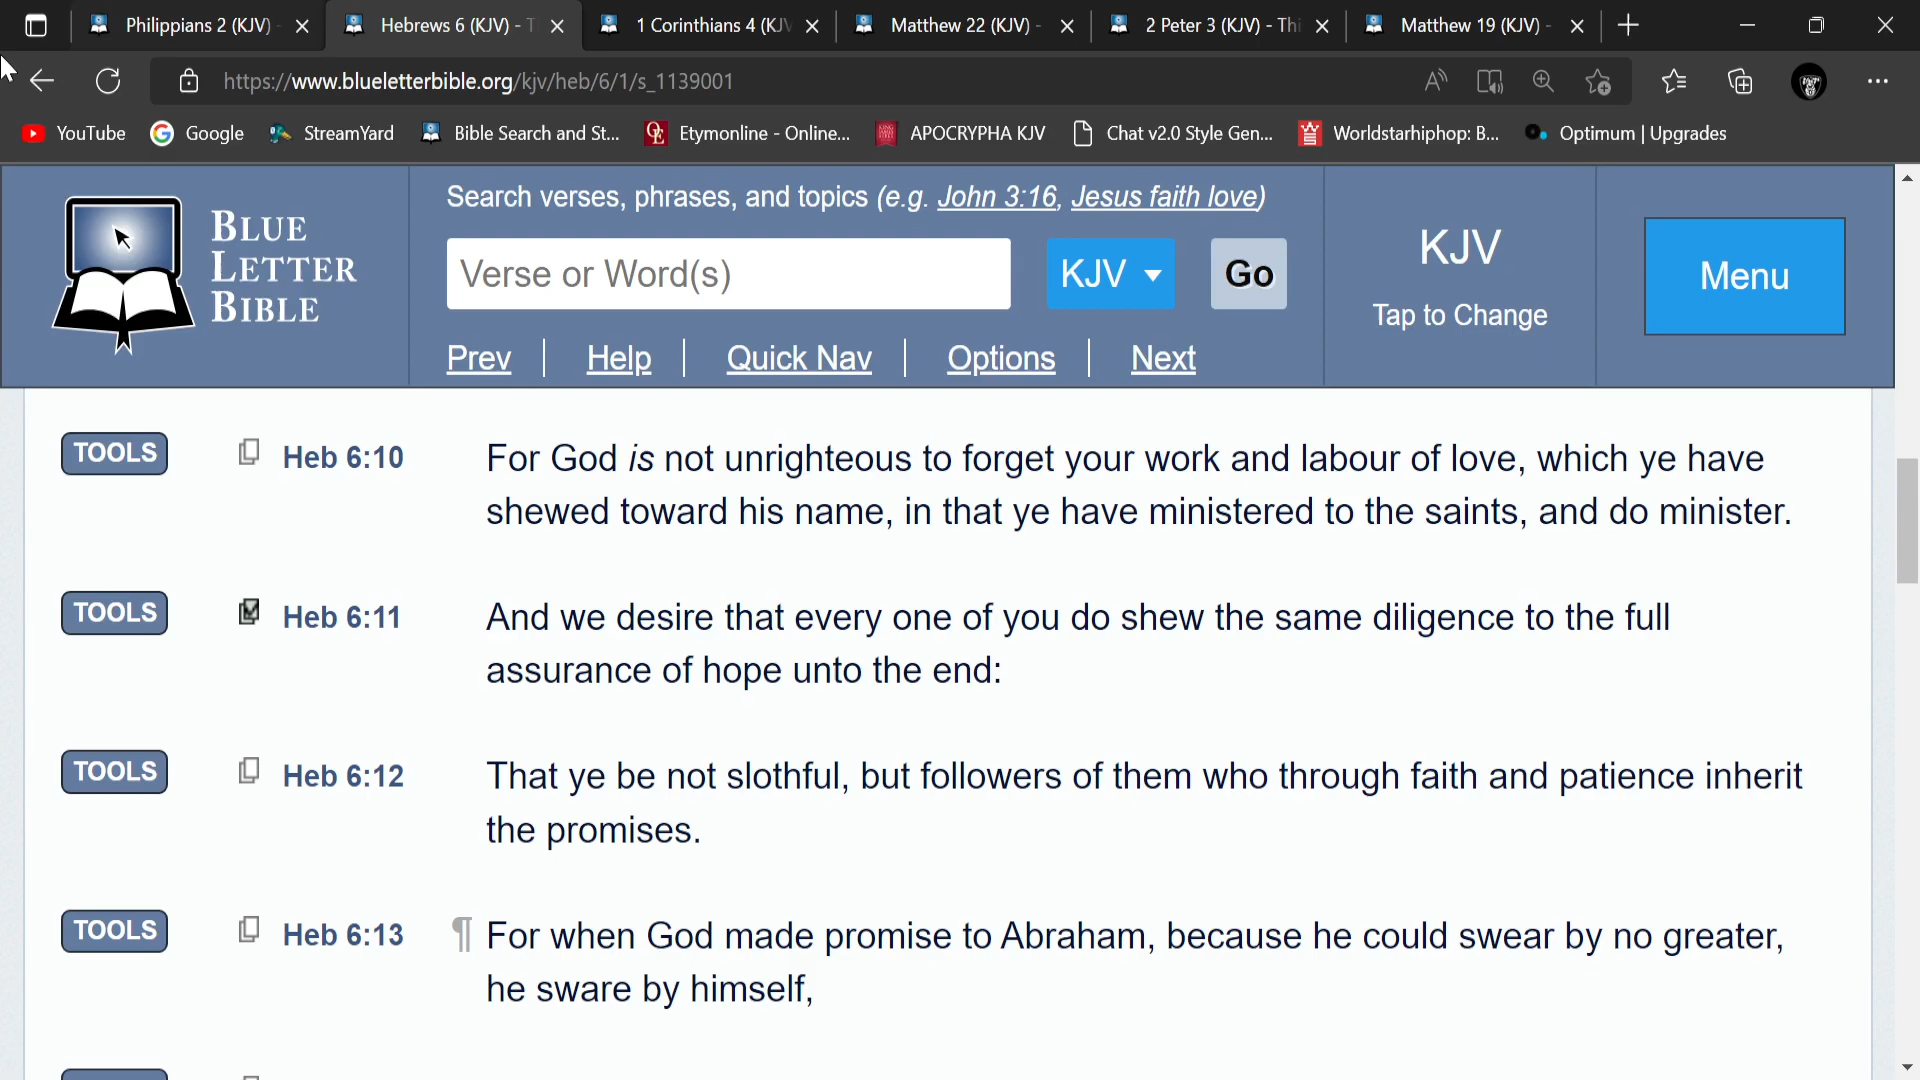 Philippians 2 (KJV) -
Hebrews 6 (KJV) - T
1 Corinthians 4 (KJV
Matthew 22 (KJV) -
2 Peter 3 (KJV) - Thi
Matthew 19 (KJV) -
https://www.blueletterbible.org/kjv/heb/6/1/s_1139001
YouTube
Google
StreamYard
Bible Search and St...
Etymonline - Online...
APOCRYPHA KJV
Chat v2.0 Style Gen...
Worldstarhiphop: B...
Optimum | Upgrades
BLUE
LETTER
BIBLE
Search verses, phrases, and topics (e.g. John 3:16, Jesus faith love)
Verse or Word(s)
KJV
Go
Prev
Help
Quick Nav
Options
Next
KJV
Tap to Change
Menu
TOOLS Heb 6:10 For God is not unrighteous to forget your work and labour of love, which ye have
shewed toward his name, in that ye have ministered to the saints, and do minister.
TOOLS Heb 6:11 And we desire that every one of you do shew the same diligence to the full
assurance of hope unto the end:
TOOLS Heb 6:12 That ye be not slothful, but followers of them who through faith and patience inherit
the promises.
TOOLS Heb 6:13 ¶ For when God made promise to Abraham, because he could swear by no greater,
he sware by himself,